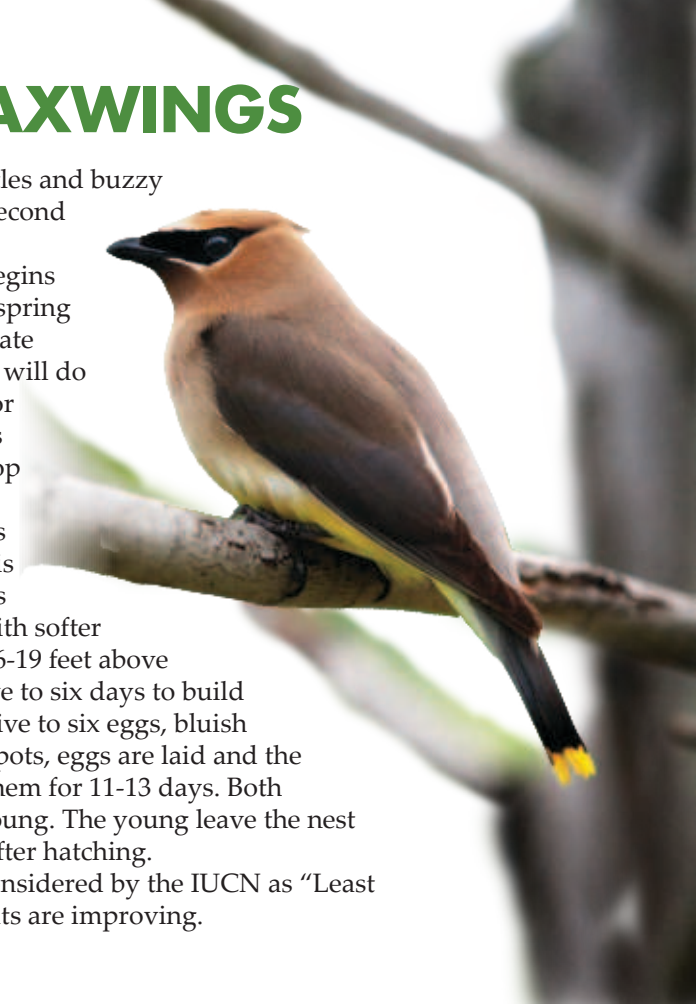 AXWINGS
les and buzzy
econd
egins
spring
ate
will do
or
s
op
s
is
s
ith softer
6-19 feet above
e to six days to build
ive to six eggs, bluish
pots, eggs are laid and the
hem for 11-13 days. Both
oung. The young leave the nest
fter hatching.
nsidered by the IUCN as “Least
ts are improving.